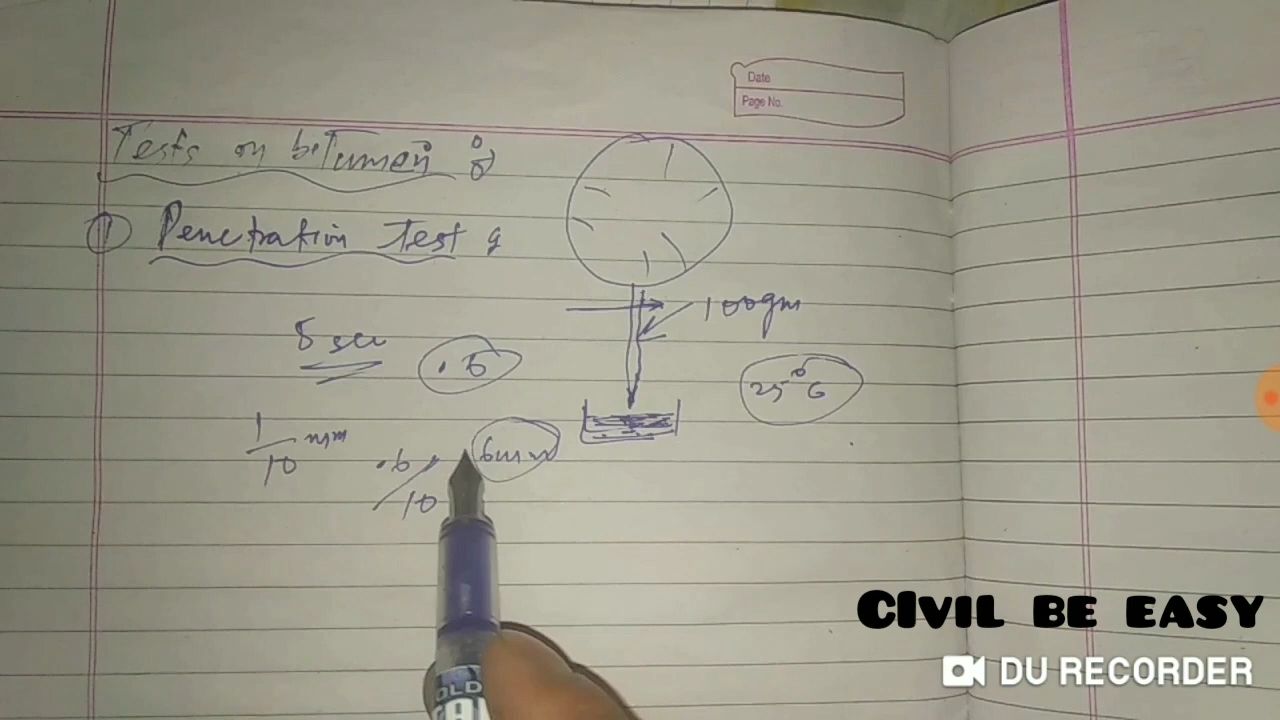 Date
Page No.
Tests on bitumen :
① Penetration Test
100gm
5 sec
.6
25°C
1/10 mm
.6/10
6mm
CIVIL BE EASY
DU RECORDER